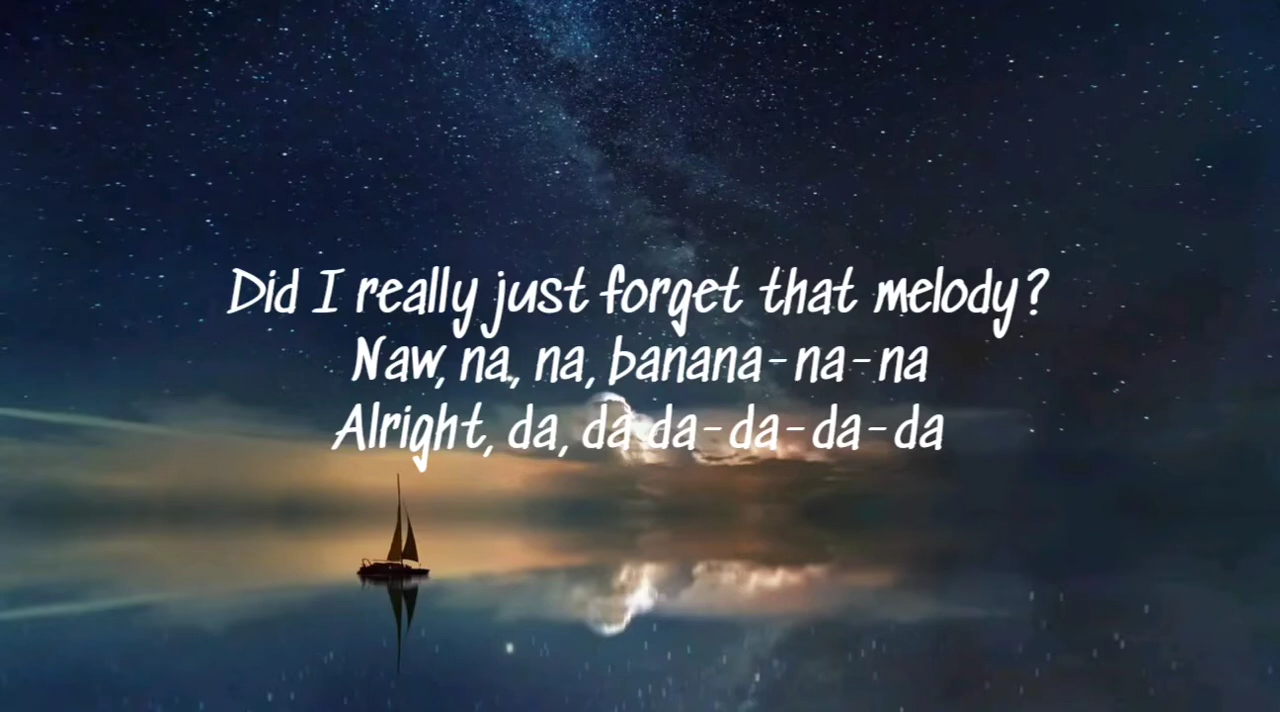 Did I really just forget that melody?
Naw, na, na, banana-na-na
Alright, da, da da-da-da-da